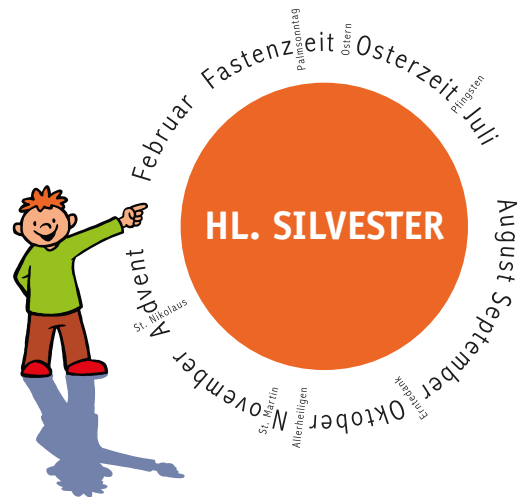 Februar
Fastenzeit
Palmsonntag
Ostern
Osterzeit
Pfingsten
Juli
August
September
Erntedank
Oktober
Allerheiligen
St. Martin
November
St. Nikolaus
Advent
HL. SILVESTER